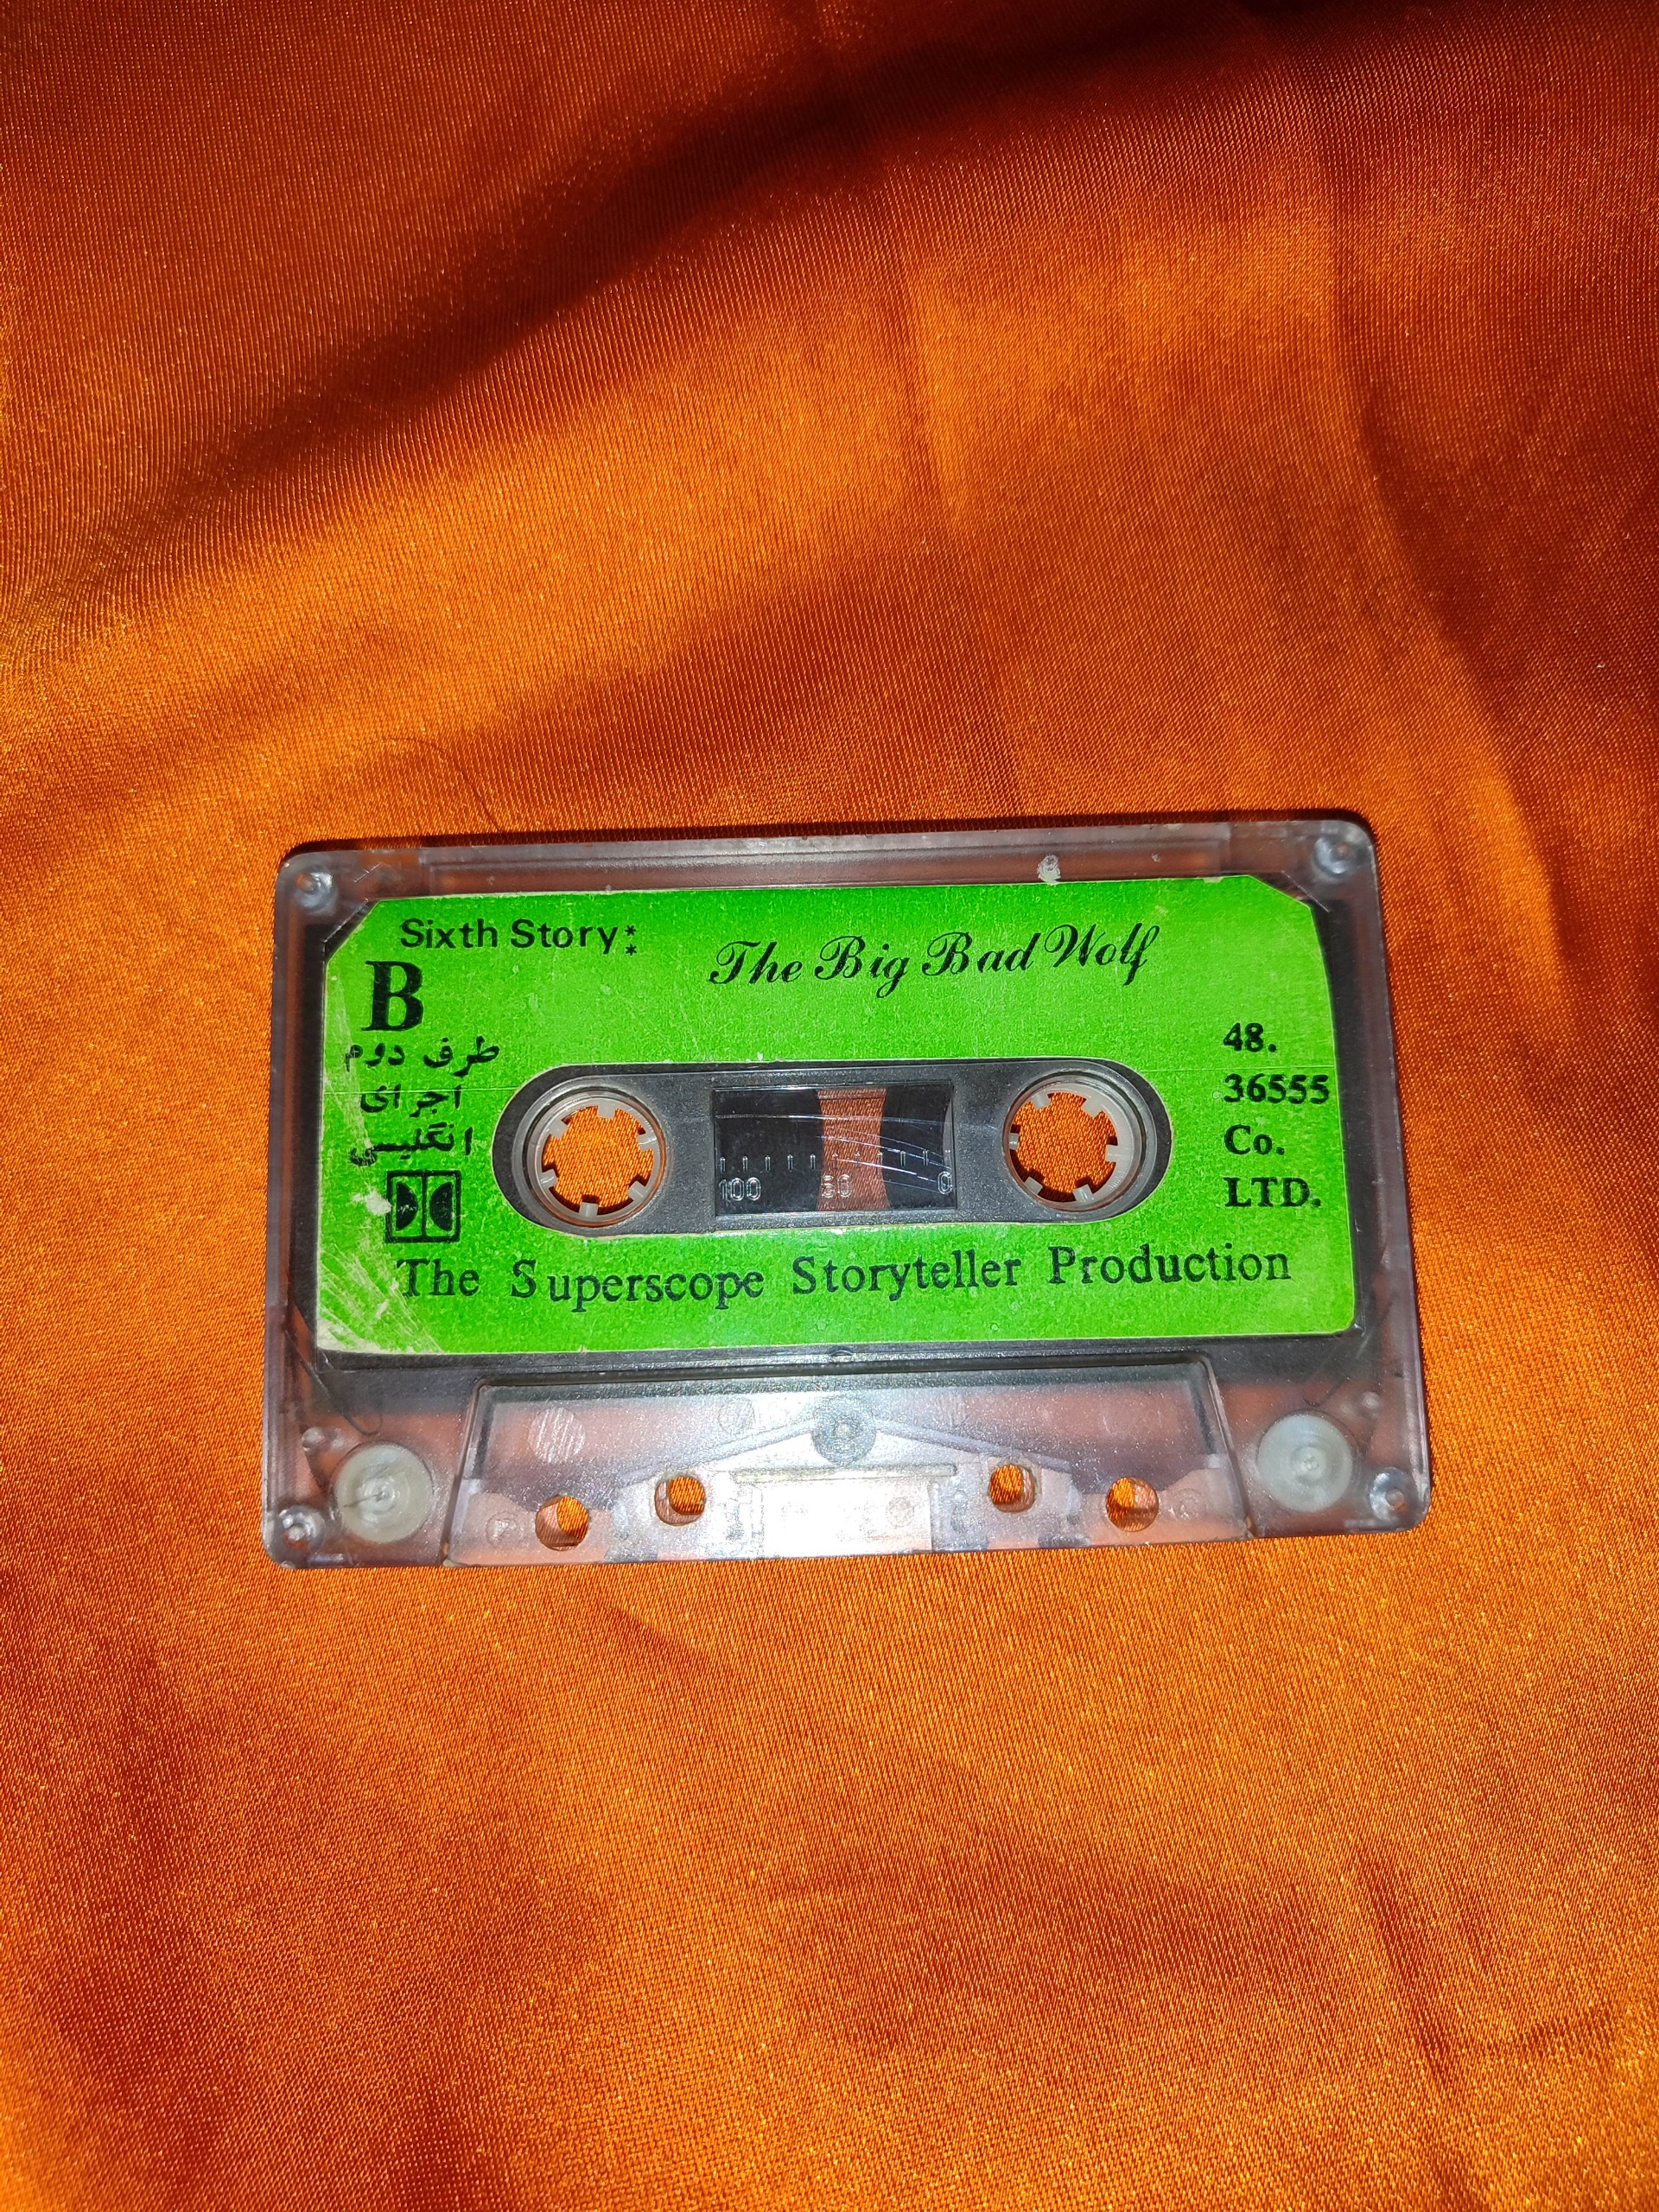 Sixth Story:
The Big Bad Wolf
B
طرف دوم
اجرای
انگلیسی
48.
36555
Co.
LTD.
100 50 0
The Superscope Storyteller Production